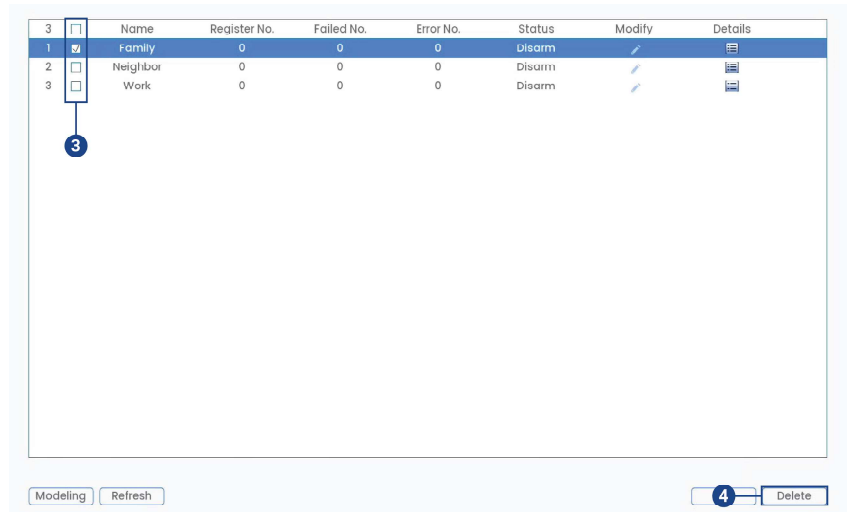 3 Name Register No. Failed No. Error No. Status Modify Details
1 Family 0 0 0 Disarm
2 Neighbor 0 0 0 Disarm
3 Work 0 0 0 Disarm
3
Modeling Refresh 4 Delete